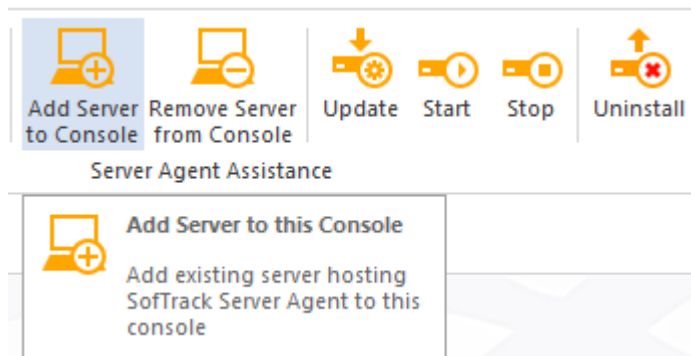 Add Server Remove Server Update Start Stop Uninstall
to Console from Console
Server Agent Assistance
Add Server to this Console
Add existing server hosting
SofTrack Server Agent to this
console